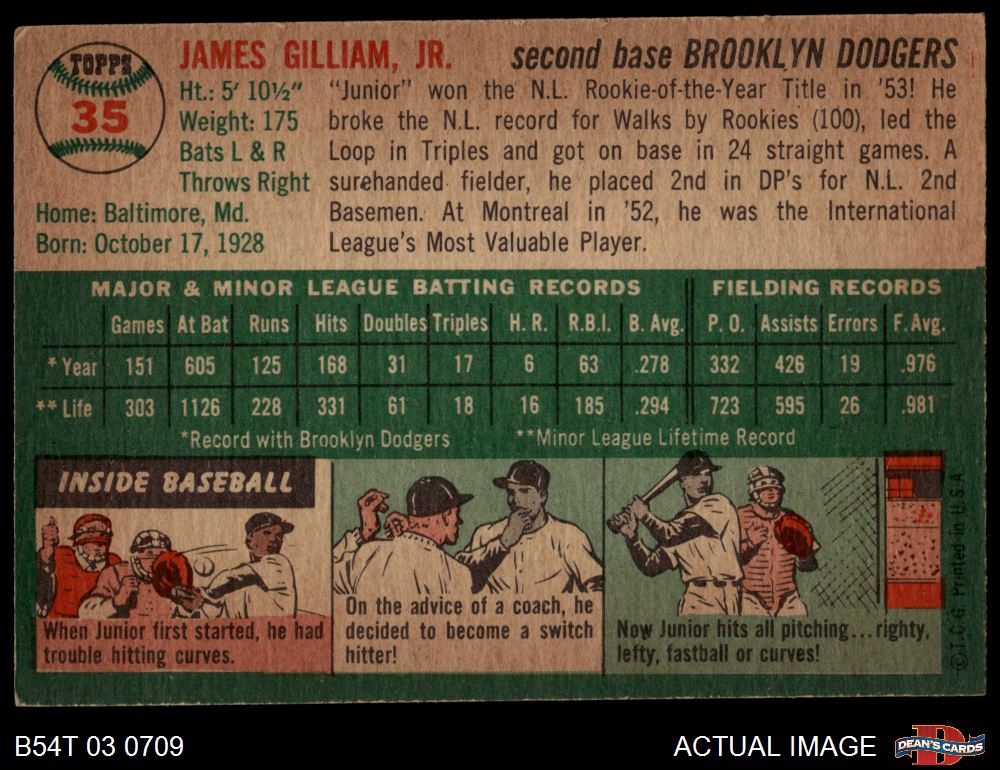 TOPPS
35
JAMES GILLIAM, JR.
second base BROOKLYN DODGERS
Ht.: 5' 10½"
Weight: 175
Bats L & R
Throws Right
Home: Baltimore, Md.
Born: October 17, 1928
"Junior" won the N.L. Rookie-of-the-Year Title in '53! He
broke the N.L. record for Walks by Rookies (100), led the
Loop in Triples and got on base in 24 straight games. A
surehanded fielder, he placed 2nd in DP's for N.L. 2nd
Basemen. At Montreal in '52, he was the International
League's Most Valuable Player.
MAJOR & MINOR LEAGUE BATTING RECORDS FIELDING RECORDS
Games At Bat Runs Hits Doubles Triples H. R. R.B.I. B. Avg. P. O. Assists Errors F. Avg.
* Year 151 605 125 168 31 17 6 63 .278 332 426 19 .976
** Life 303 1126 228 331 61 18 16 185 .294 723 595 26 .981
*Record with Brooklyn Dodgers **Minor League Lifetime Record
INSIDE BASEBALL
When Junior first started, he had
trouble hitting curves.
On the advice of a coach, he
decided to become a switch
hitter!
Now Junior hits all pitching...righty,
lefty, fastball or curves!
©T.C.G. Printed in U.S.A.
B54T 03 0709
ACTUAL IMAGE
D
DEAN'S CARDS